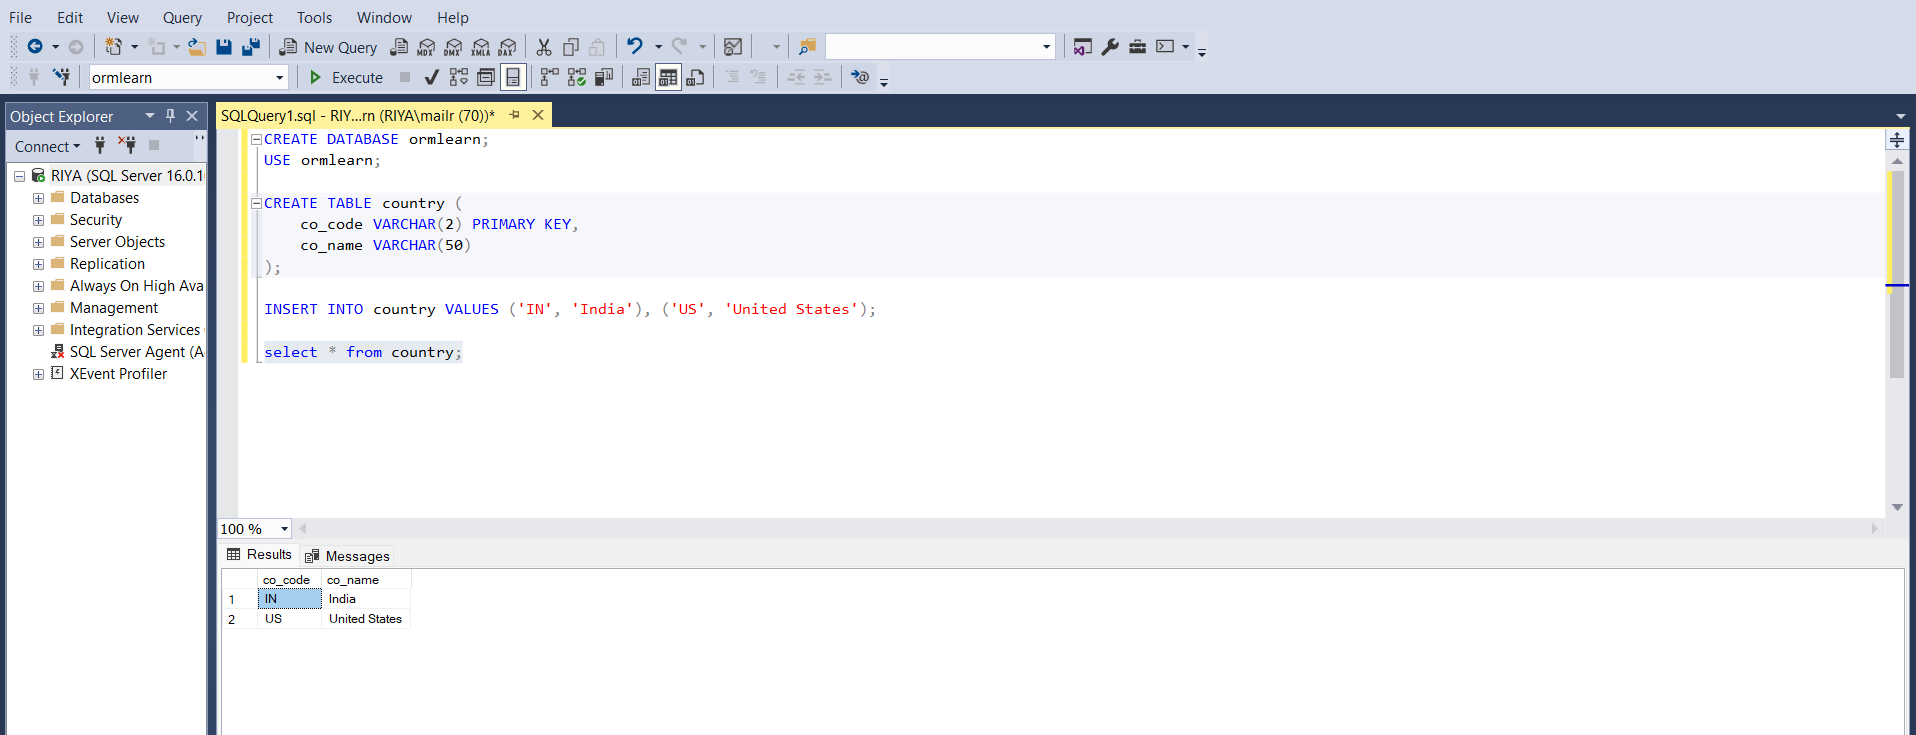 File Edit View Query Project Tools Window Help
New Query MDX DMX XMLA DAX
ormlearn Execute
Object Explorer
Connect
RIYA (SQL Server 16.0.1
Databases
Security
Server Objects
Replication
Always On High Ava
Management
Integration Services
SQL Server Agent (A
XEvent Profiler
SQLQuery1.sql - RIY...rn (RIYA\mailr (70))*
CREATE DATABASE ormlearn;
USE ormlearn;
CREATE TABLE country (
co_code VARCHAR(2) PRIMARY KEY,
co_name VARCHAR(50)
);
INSERT INTO country VALUES ('IN', 'India'), ('US', 'United States');
select * from country;
100 %
Results Messages
co_code co_name
1 IN India
2 US United States